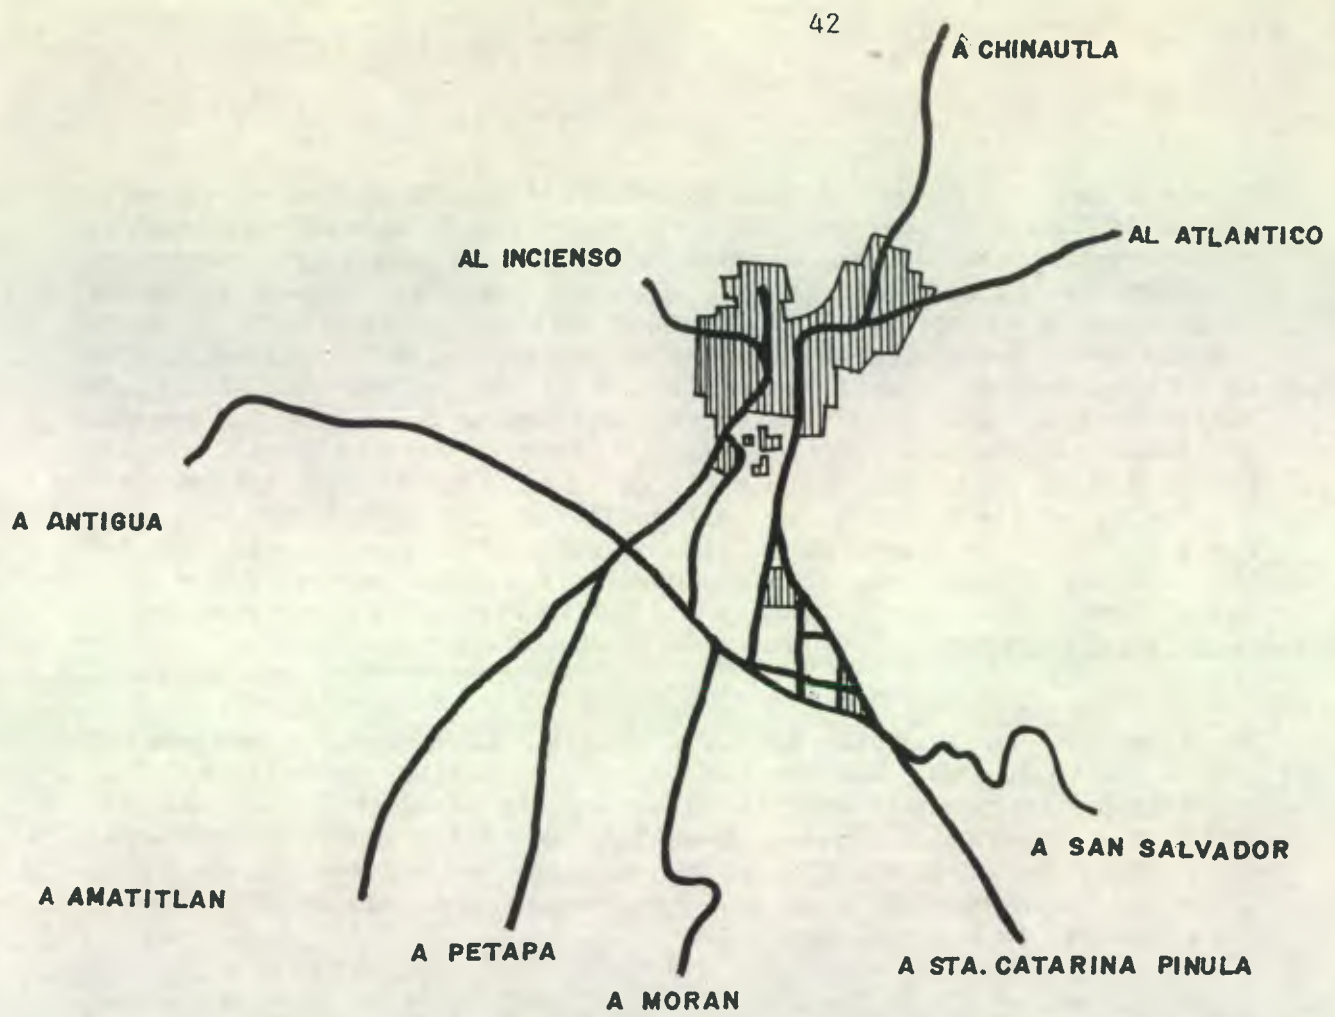 42
A CHINAUTLA
AL ATLANTICO
AL INCIENSO
A ANTIGUA
A SAN SALVADOR
A AMATITLAN
A PETAPA
A STA. CATARINA PINULA
A MORAN